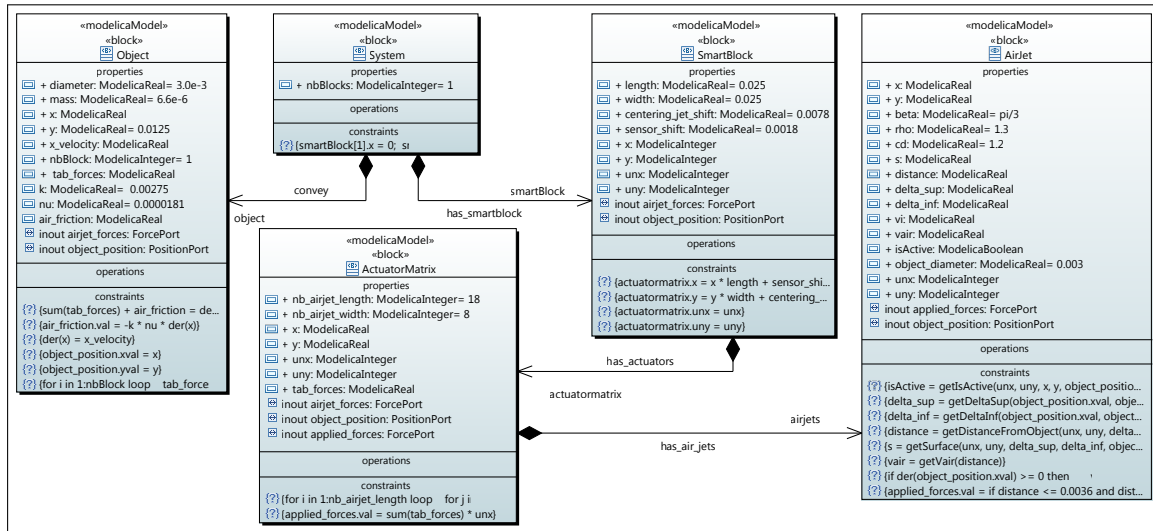 «modelicaModel»
«block»
Object
properties
+ diameter: ModelicaReal= 3.0e-3
+ mass: ModelicaReal= 6.6e-6
+ x: ModelicaReal
+ y: ModelicaReal= 0.0125
+ x_velocity: ModelicaReal
+ nbBlock: ModelicaInteger= 1
+ tab_forces: ModelicaReal
k: ModelicaReal= 0.00275
nu: ModelicaReal= 0.0000181
air_friction: ModelicaReal
inout airjet_forces: ForcePort
inout object_position: PositionPort
operations
constraints
{?} {sum(tab_forces) + air_friction = de...
{?} {air_friction.val = -k * nu * der(x)}
{?} {der(x) = x_velocity}
{?} {object_position.xval = x}
{?} {object_position.yval = y}
{?} {for i in 1:nbBlock loop tab_force
«modelicaModel»
«block»
System
properties
+ nbBlocks: ModelicaInteger= 1
operations
constraints
{?} {smartBlock[1].x = 0;
convey
object
smartBlock
has_smartblock
«modelicaModel»
«block»
SmartBlock
properties
+ length: ModelicaReal= 0.025
+ width: ModelicaReal= 0.025
+ centering_jet_shift: ModelicaReal= 0.0078
+ sensor_shift: ModelicaReal= 0.0018
+ x: ModelicaInteger
+ y: ModelicaInteger
+ unx: ModelicaInteger
+ uny: ModelicaInteger
inout airjet_forces: ForcePort
inout object_position: PositionPort
operations
constraints
{?} {actuatormatrix.x = x * length + sensor_shi...
{?} {actuatormatrix.y = y * width + centering_...
{?} {actuatormatrix.unx = unx}
{?} {actuatormatrix.uny = uny}
«modelicaModel»
«block»
ActuatorMatrix
properties
+ nb_airjet_length: ModelicaInteger= 18
+ nb_airjet_width: ModelicaInteger= 8
+ x: ModelicaReal
+ y: ModelicaReal
+ unx: ModelicaInteger
+ uny: ModelicaInteger
+ tab_forces: ModelicaReal
inout airjet_forces: ForcePort
inout object_position: PositionPort
inout applied_forces: ForcePort
operations
constraints
{?} {for i in 1:nb_airjet_length loop for j
{?} {applied_forces.val = sum(tab_forces) * unx}
has_actuators
actuatormatrix
airjets
has_air_jets
«modelicaModel»
«block»
AirJet
properties
+ x: ModelicaReal
+ y: ModelicaReal
+ beta: ModelicaReal= pi/3
+ rho: ModelicaReal= 1.3
+ cd: ModelicaReal= 1.2
+ s: ModelicaReal
+ distance: ModelicaReal
+ delta_sup: ModelicaReal
+ delta_inf: ModelicaReal
+ vi: ModelicaReal
+ vair: ModelicaReal
+ isActive: ModelicaBoolean
+ object_diameter: ModelicaReal= 0.003
+ unx: ModelicaInteger
+ uny: ModelicaInteger
inout applied_forces: ForcePort
inout object_position: PositionPort
operations
constraints
{?} {isActive = getIsActive(unx, uny, x, y, object_positio...
{?} {delta_sup = getDeltaSup(object_position.xval, obje...
{?} {delta_inf = getDeltaInf(object_position.xval, object...
{?} {distance = getDistanceFromObject(unx, uny, delta...
{?} {s = getSurface(unx, uny, delta_sup, delta_inf, objec...
{?} {vair = getVair(distance)}
{?} {if der(object_position.xval) >= 0 then
{?} {applied_forces.val = if distance <= 0.0036 and dist...